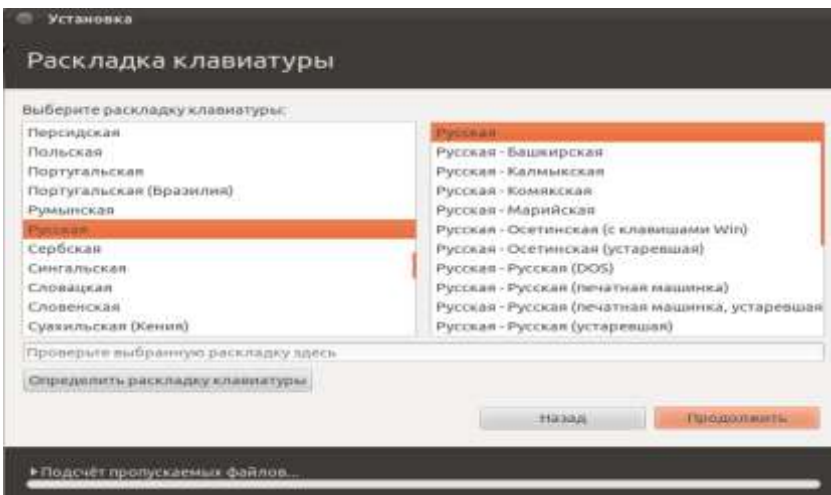 Установка
Раскладка клавиатуры
Выберите раскладку клавиатуры:
Персидская
Польская
Португальская
Португальская (Бразилия)
Румынская
Русская
Сербская
Сингальская
Словацкая
Словенская
Суахильская (Кения)
Русская
Русская - Башкирская
Русская - Калмыкская
Русская - Комякская
Русская - Марийская
Русская - Осетинская (с клавишами Win)
Русская - Осетинская (устаревшая)
Русская - Русская (DOS)
Русская - Русская (печатная машинка)
Русская - Русская (печатная машинка, устаревшая
Русская - Русская (устаревшая)
Проверьте выбранную раскладку здесь
Определить раскладку клавиатуры
Назад
Продолжить
Подсчёт пропускаемых файлов...